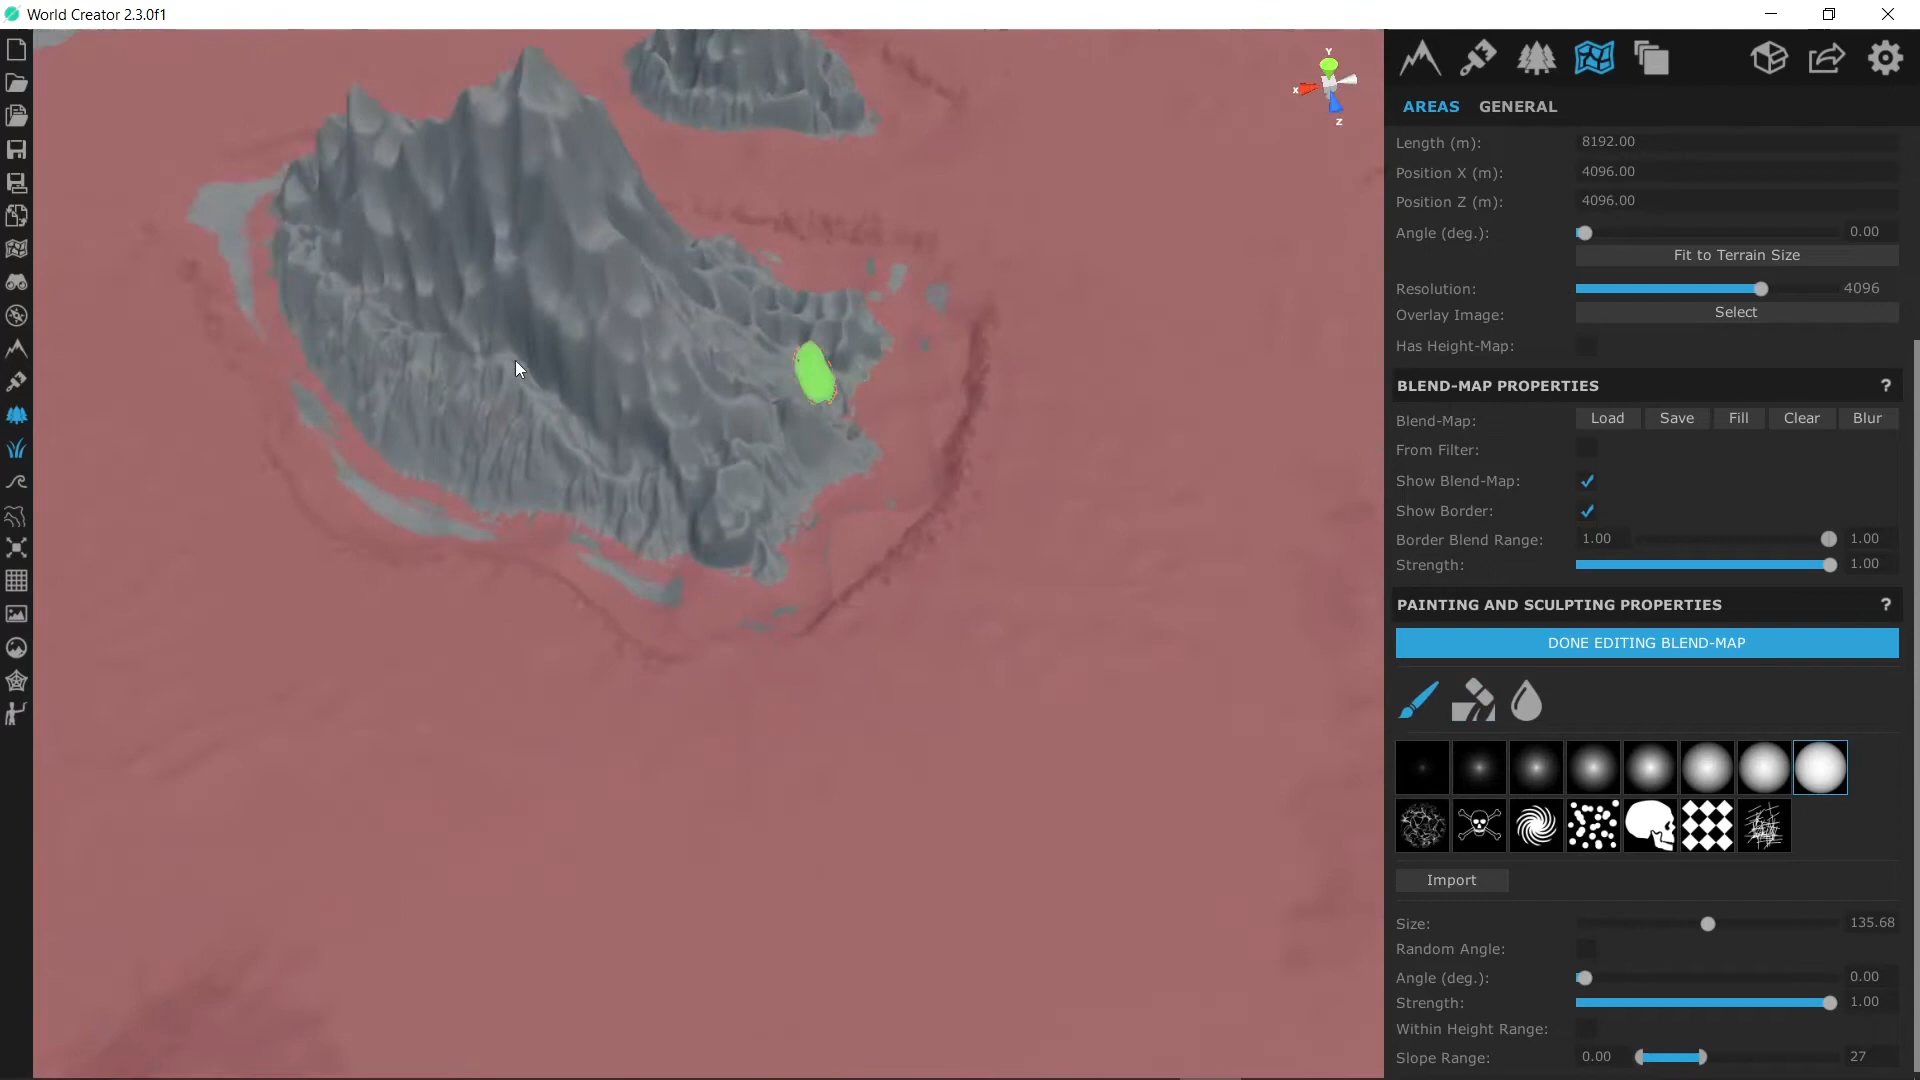 World Creator 2.3.0f1
Y
X
Z
AREAS GENERAL
Length (m): 8192.00
Position X (m): 4096.00
Position Z (m): 4096.00
Angle (deg.): 0.00
Fit to Terrain Size
Resolution: 4096
Overlay Image: Select
Has Height-Map:
BLEND-MAP PROPERTIES ?
Blend-Map: Load Save Fill Clear Blur
From Filter:
Show Blend-Map:
Show Border:
Border Blend Range: 1.00 1.00
Strength: 1.00
PAINTING AND SCULPTING PROPERTIES ?
DONE EDITING BLEND-MAP
Import
Size: 135.68
Random Angle:
Angle (deg.): 0.00
Strength: 1.00
Within Height Range:
Slope Range: 0.00 27